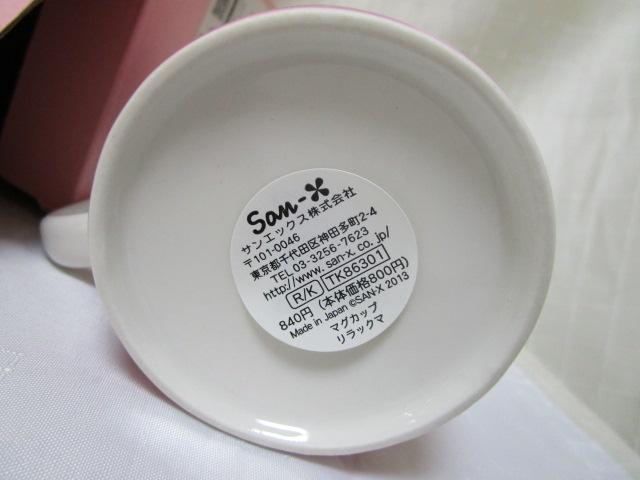 San-X
サンエックス株式会社
〒101-0046
東京都千代田区神田多町2-4
TEL03-3256-7623
http://www.san-x.co.jp/
R/K TK86301
840円(本体価格800円)
Made in Japan ©SAN-X 2013
マグカップ
リラックマ